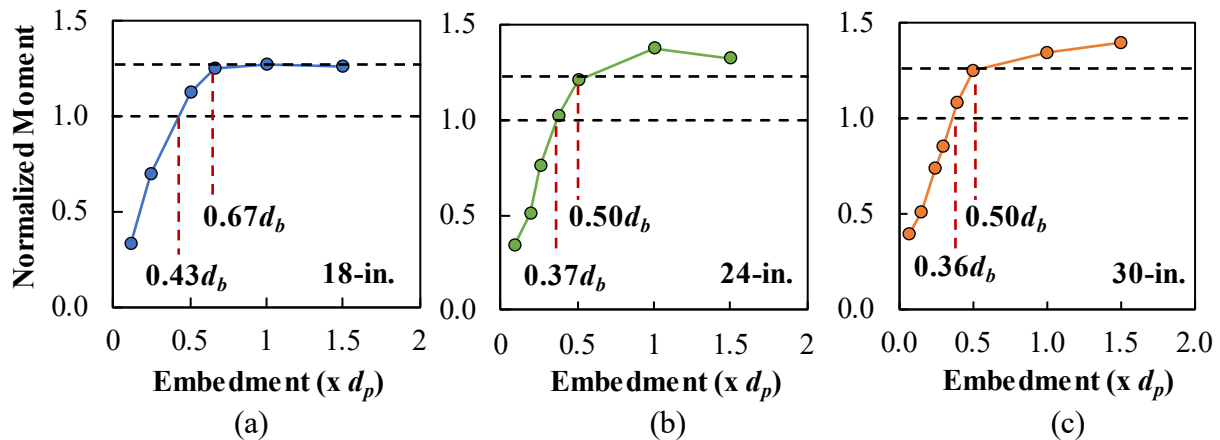 Normalized Moment
1.5
1.0
0.5
0.0
0.67d_b
0.43d_b
18-in.
0
0.5
1
1.5
2
Embedment (x d_p)
(a)
1.5
1.0
0.5
0.0
0.50d_b
0.37d_b
24-in.
0
0.5
1
1.5
2
Embedment (x d_p)
(b)
1.5
1.0
0.5
0.0
0.50d_b
0.36d_b
30-in.
0.0
0.5
1.0
1.5
2.0
Embedment (x d_p)
(c)